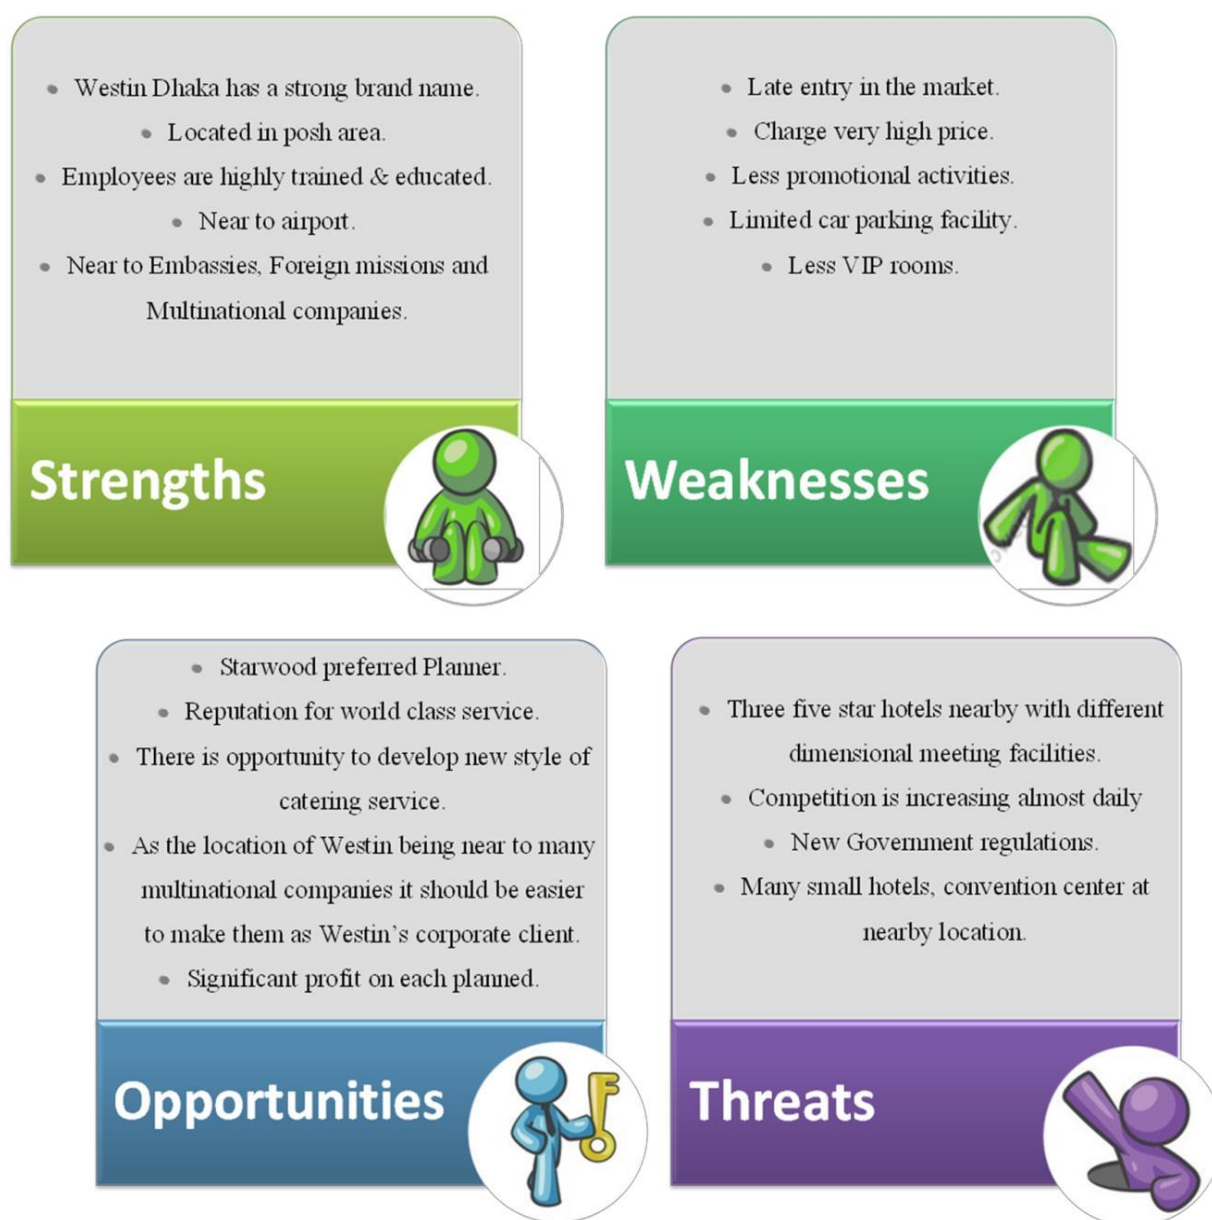 • Westin Dhaka has a strong brand name.
• Located in posh area.
• Employees are highly trained & educated.
• Near to airport.
• Near to Embassies, Foreign missions and
Multinational companies.
Strengths
• Late entry in the market.
• Charge very high price.
• Less promotional activities.
• Limited car parking facility.
• Less VIP rooms.
Weaknesses
• Starwood preferred Planner.
• Reputation for world class service.
• There is opportunity to develop new style of
catering service.
• As the location of Westin being near to many
multinational companies it should be easier
to make them as Westin's corporate client.
• Significant profit on each planned.
Opportunities
• Three five star hotels nearby with different
dimensional meeting facilities.
• Competition is increasing almost daily
• New Government regulations.
• Many small hotels, convention center at
nearby location.
Threats